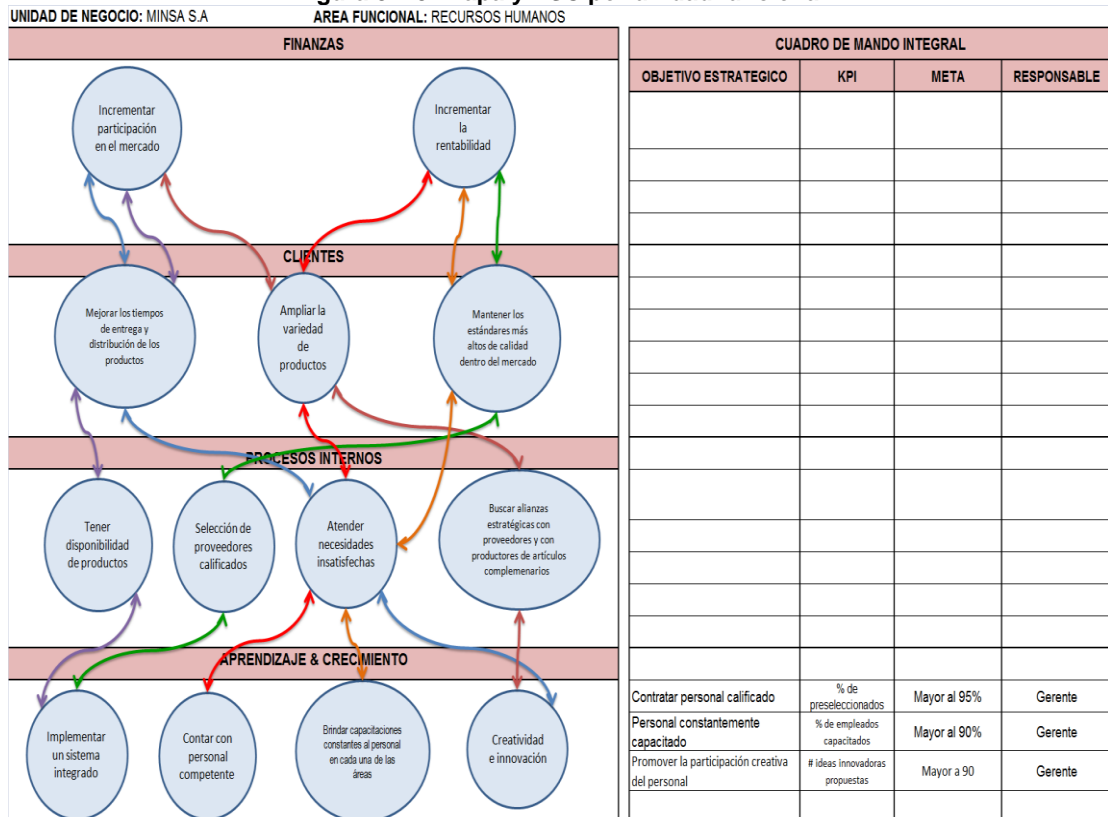 UNIDAD DE NEGOCIO: MINSA S.A
AREA FUNCIONAL: RECURSOS HUMANOS
FINANZAS
Incrementar
participación
en el mercado
Incrementar
la
rentabilidad
CLIENTES
Mejorar los tiempos
de entrega y
distribución de los
productos
Ampliar la
variedad
de
productos
Mantener los
estándares más
altos de calidad
dentro del mercado
PROCESOS INTERNOS
Tener
disponibilidad
de productos
Selección de
proveedores
calificados
Atender
necesidades
insatisfechas
Buscar alianzas
estratégicas con
proveedores y con
productores de artículos
complemenarios
APRENDIZAJE & CRECIMIENTO
Implementar
un sistema
integrado
Contar con
personal
competente
Brindar capacitaciones
constantes al personal
en cada una de las
áreas
Creatividad
e innovación
CUADRO DE MANDO INTEGRAL
OBJETIVO ESTRATEGICO KPI META RESPONSABLE
Contratar personal calificado % de preseleccionados Mayor al 95% Gerente
Personal constantemente capacitado % de empleados capacitados Mayor al 90% Gerente
Promover la participación creativa del personal # ideas innovadoras propuestas Mayor a 90 Gerente